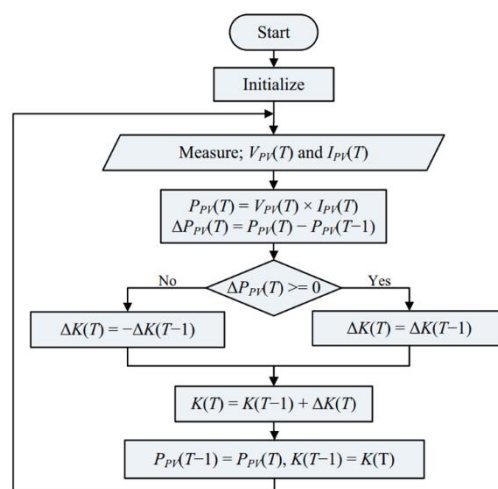 Start
Initialize
Measure; V_PV(T) and I_PV(T)
P_PV(T) = V_PV(T) × I_PV(T)
ΔP_PV(T) = P_PV(T) − P_PV(T−1)
No
ΔP_PV(T) >= 0
Yes
ΔK(T) = −ΔK(T−1)
ΔK(T) = ΔK(T−1)
K(T) = K(T−1) + ΔK(T)
P_PV(T−1) = P_PV(T), K(T−1) = K(T)